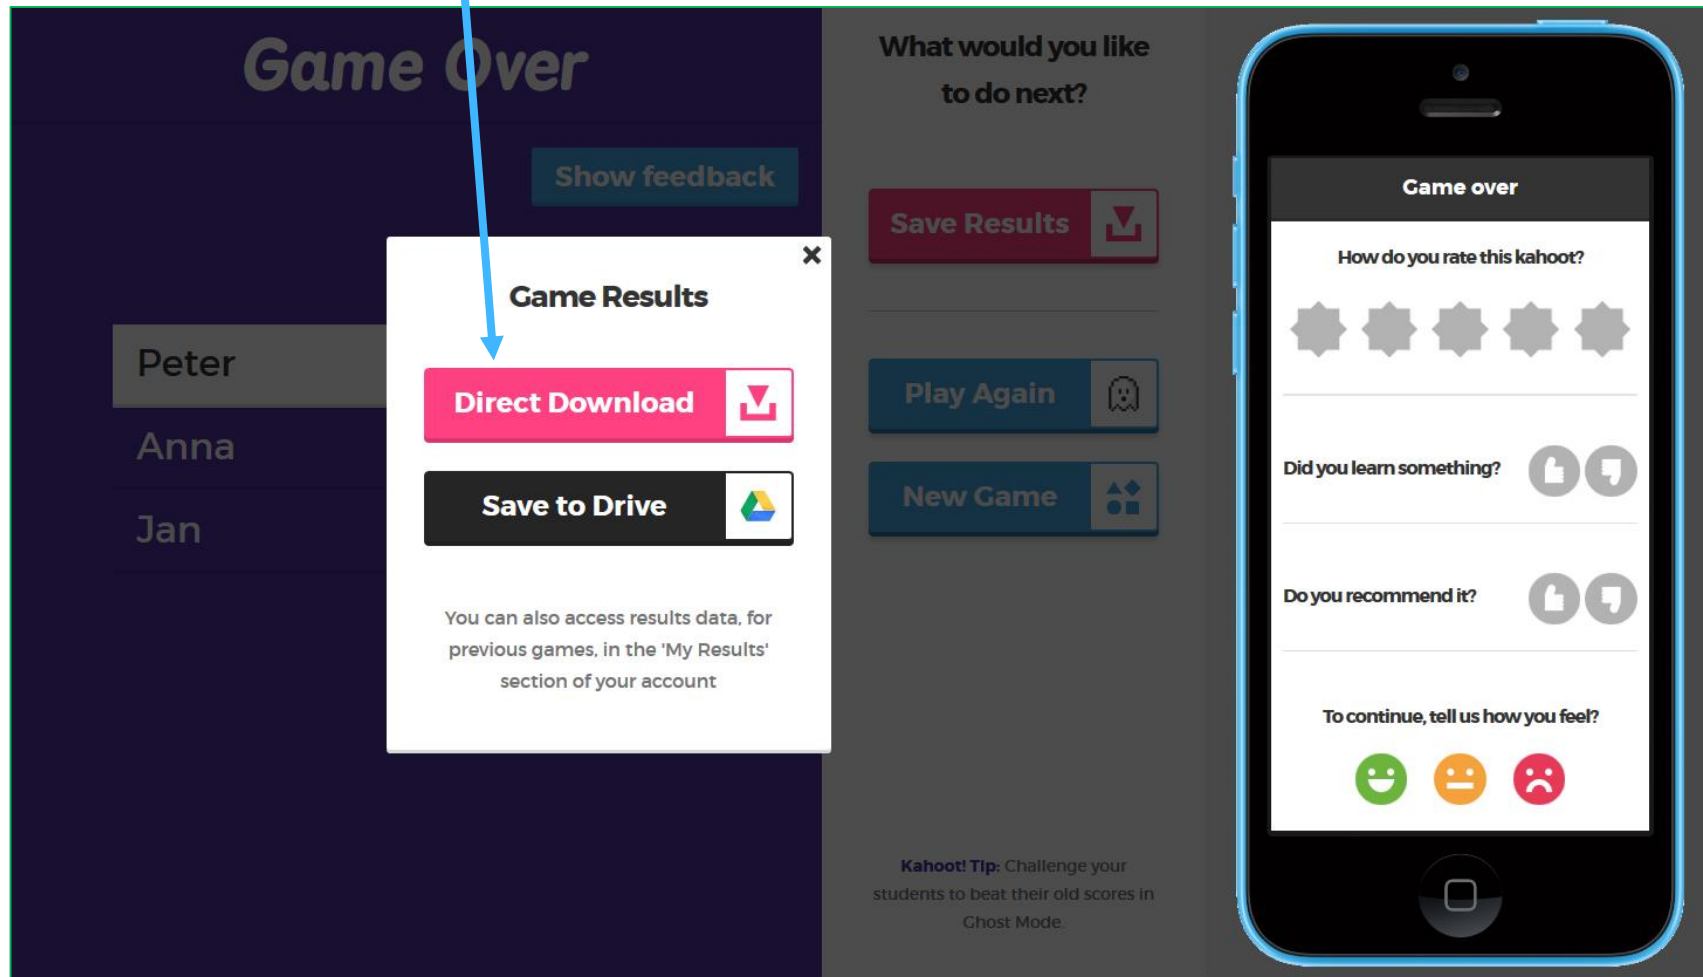 Game Over
Show feedback
Peter
Anna
Jan
Game Results
Direct Download
Save to Drive
You can also access results data, for
previous games, in the 'My Results'
section of your account
What would you like
to do next?
Save Results
Play Again
New Game
Kahoot! Tip: Challenge your
students to beat their old scores in
Ghost Mode.
Game over
How do you rate this kahoot?
Did you learn something?
Do you recommend it?
To continue, tell us how you feel?